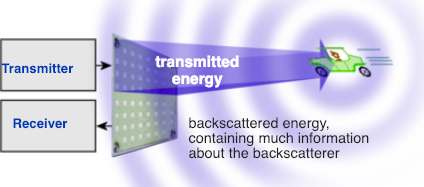 transmitted
energy
Transmitter
Receiver
backscattered energy,
containing much information
about the backscatterer